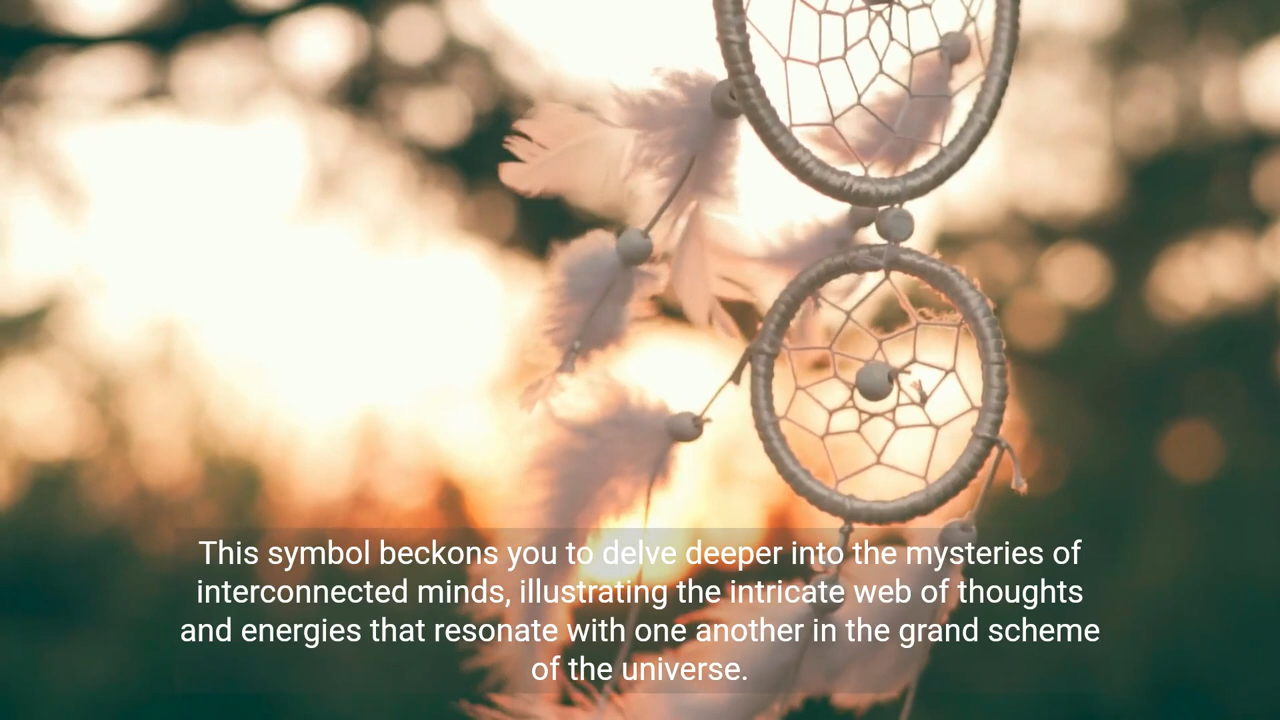 This symbol beckons you to delve deeper into the mysteries of
interconnected minds, illustrating the intricate web of thoughts
and energies that resonate with one another in the grand scheme
of the universe.